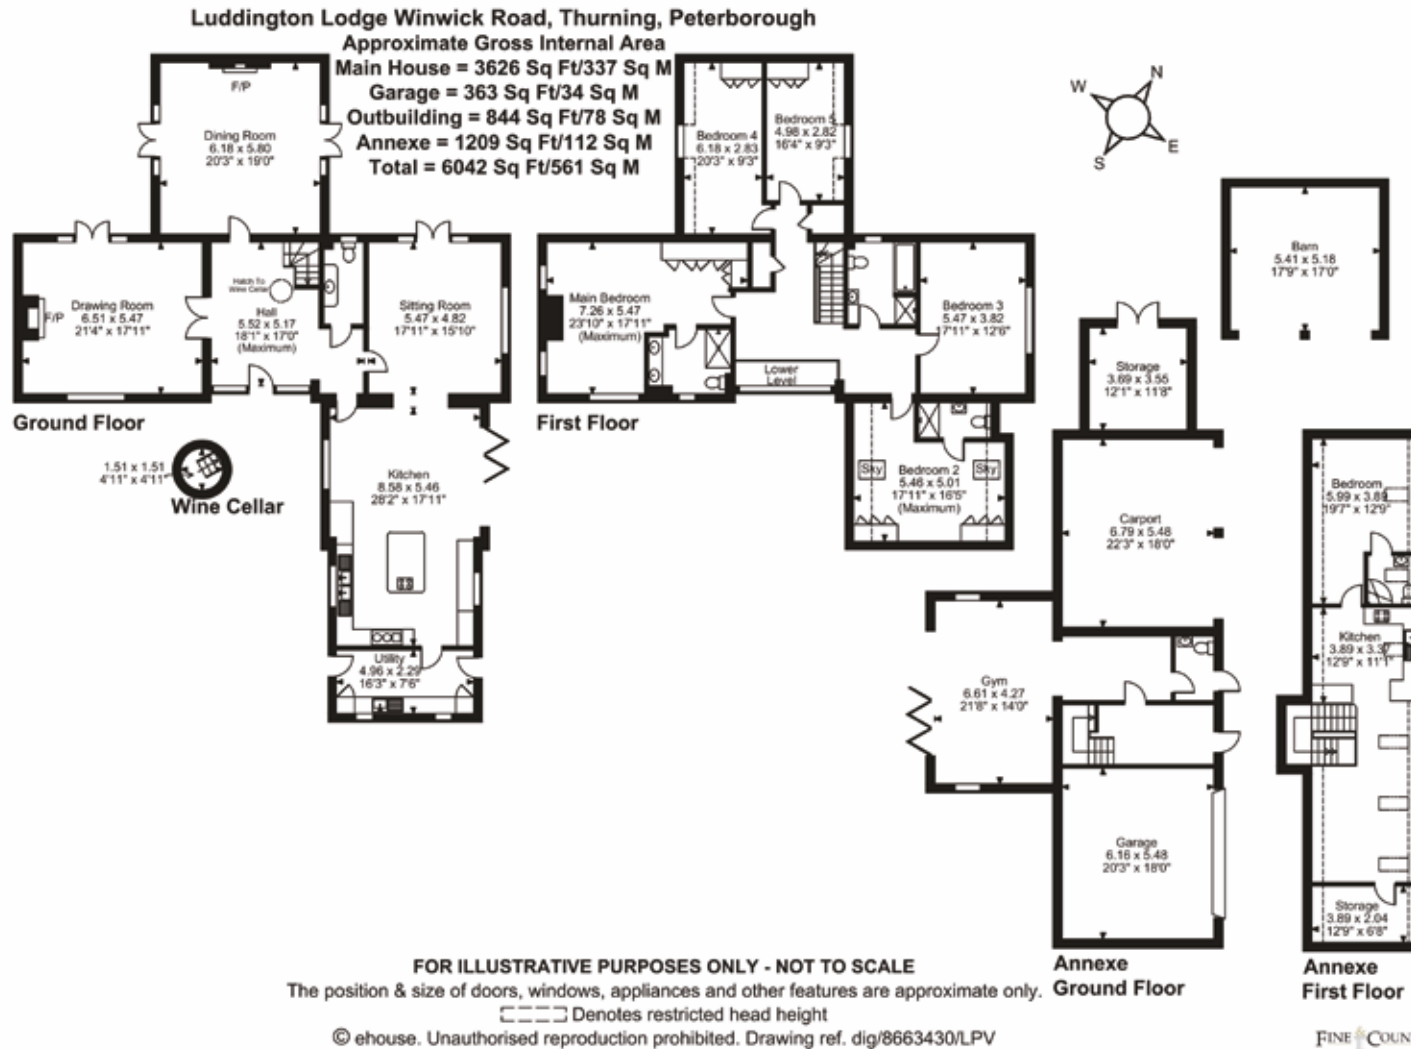 Luddington Lodge Winwick Road, Thurning, Peterborough
Approximate Gross Internal Area
Main House = 3626 Sq Ft/337 Sq M
Garage = 363 Sq Ft/34 Sq M
Outbuilding = 844 Sq Ft/78 Sq M
Annexe = 1209 Sq Ft/112 Sq M
Total = 6042 Sq Ft/561 Sq M
F/P
Dining Room
6.18 x 5.80
20'3" x 19'0"
F/P
Drawing Room
6.51 x 5.47
21'4" x 17'11"
Hatch To
Wine Cellar
Hall
5.52 x 5.17
18'1" x 17'0"
(Maximum)
Sitting Room
5.47 x 4.82
17'11" x 15'10"
Ground Floor
1.51 x 1.51
4'11" x 4'11"
Wine Cellar
Kitchen
8.58 x 5.46
28'2" x 17'11"
Utility
4.96 x 2.29
16'3" x 7'6"
Bedroom 4
6.18 x 2.83
20'3" x 9'3"
Bedroom 5
4.98 x 2.82
16'4" x 9'3"
Main Bedroom
7.26 x 5.47
23'10" x 17'11"
(Maximum)
Bedroom 3
5.47 x 3.82
17'11" x 12'6"
Lower
Level
First Floor
Sky
Bedroom 2
5.46 x 5.01
17'11" x 16'5"
(Maximum)
Sky
N
W
E
S
Barn
5.41 x 5.18
17'9" x 17'0"
Storage
3.69 x 3.55
12'1" x 11'8"
Carport
6.79 x 5.48
22'3" x 18'0"
Gym
6.61 x 4.27
21'8" x 14'0"
Garage
6.16 x 5.48
20'3" x 18'0"
Annexe
Ground Floor
Bedroom
5.99 x 3.89
19'7" x 12'9"
Kitchen
3.89 x 3.37
12'9" x 11'1"
Storage
3.89 x 2.04
12'9" x 6'8"
Annexe
First Floor
FOR ILLUSTRATIVE PURPOSES ONLY - NOT TO SCALE
The position & size of doors, windows, appliances and other features are approximate only.
Denotes restricted head height
© ehouse. Unauthorised reproduction prohibited. Drawing ref. dig/8663430/LPV
FINE COUN